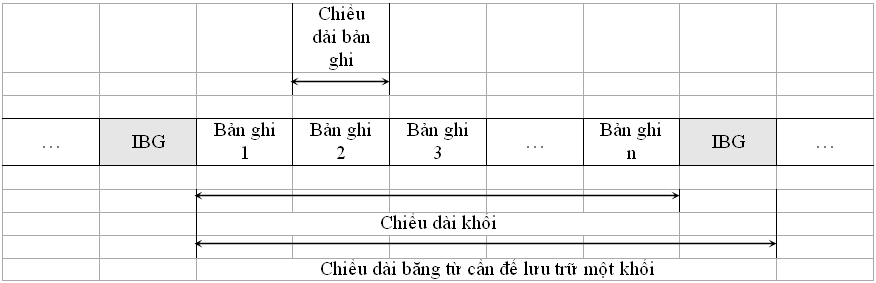 Chiều
dài bản
ghi
… IBG Bản ghi Bản ghi Bản ghi … Bản ghi IBG …
1 2 3 n
Chiều dài khối
Chiều dài băng từ cần để lưu trữ một khối